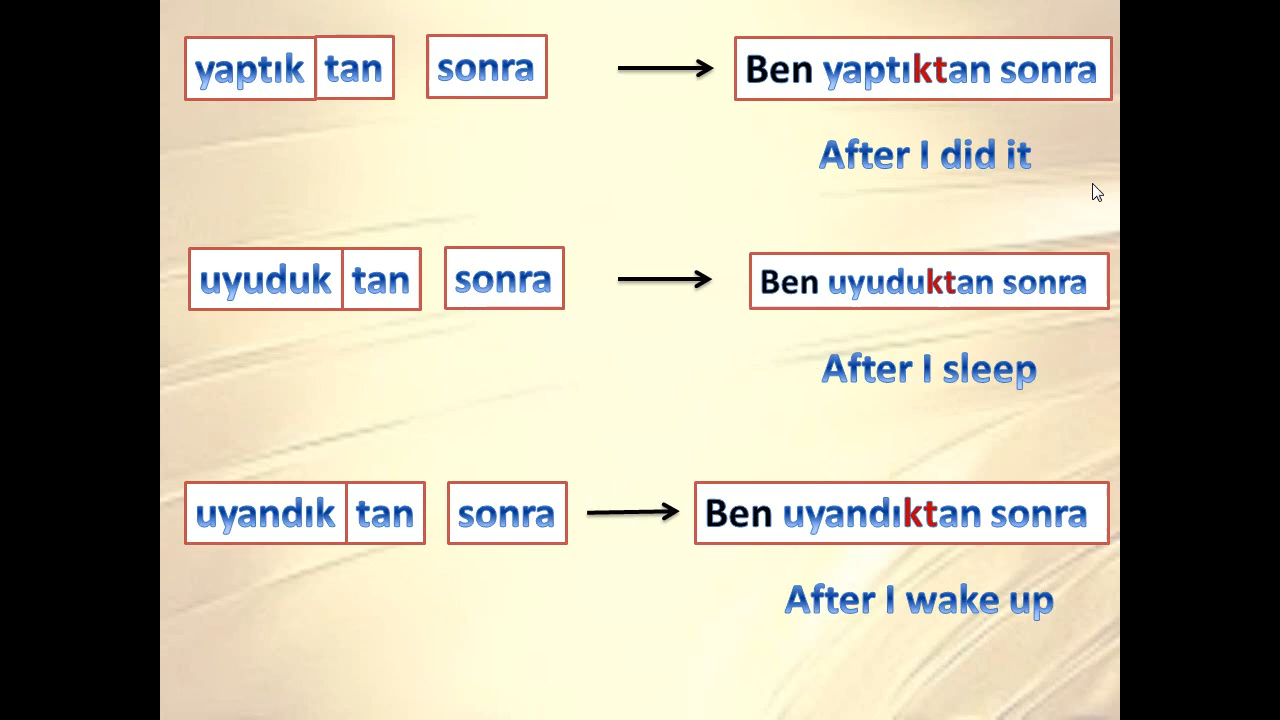 yaptık tan sonra Ben yaptıktan sonra
After I did it
uyuduk tan sonra Ben uyuduktan sonra
After I sleep
uyandık tan sonra Ben uyandıktan sonra
After I wake up